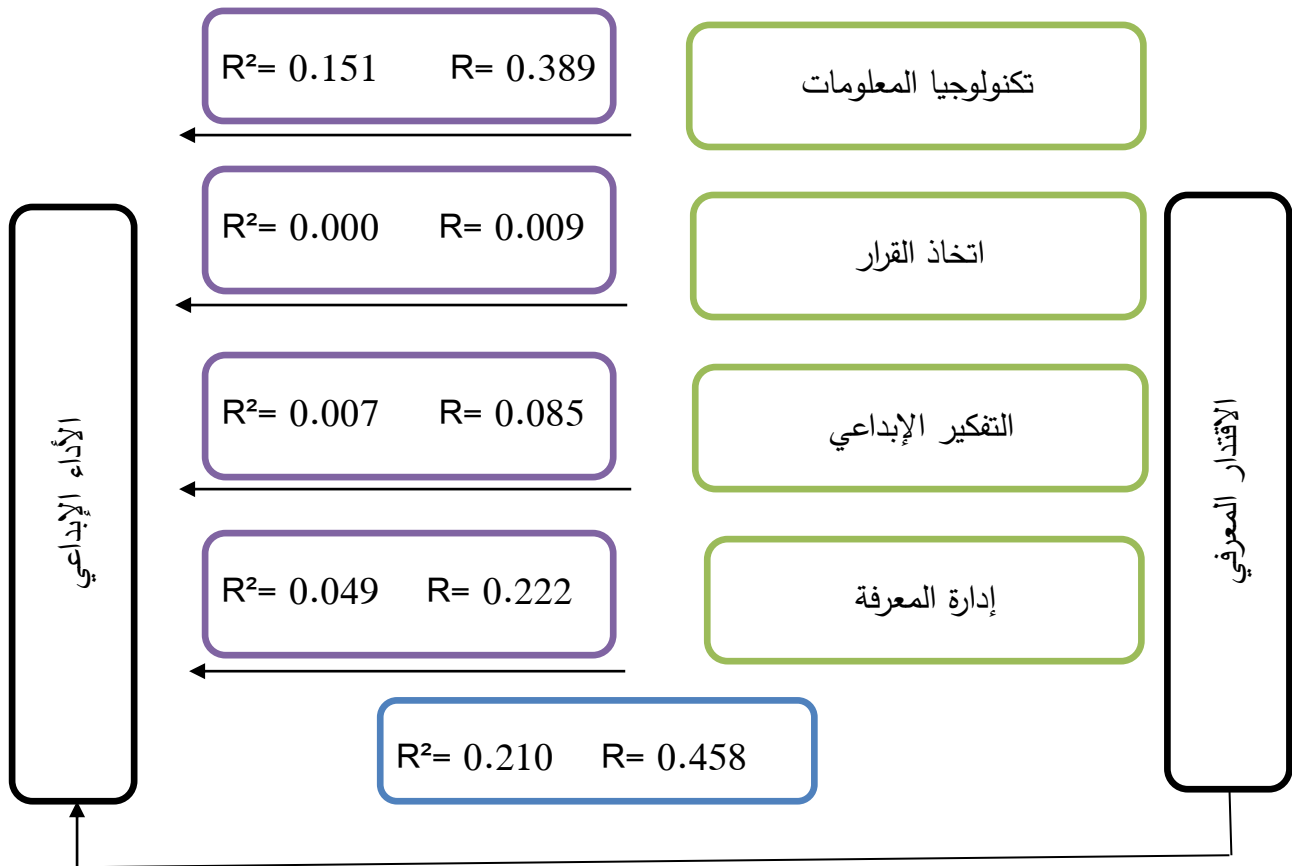 تكنولوجيا المعلومات
R²= 0.151 R= 0.389
اتخاذ القرار
R²= 0.000 R= 0.009
التفكير الإبداعي
R²= 0.007 R= 0.085
إدارة المعرفة
R²= 0.049 R= 0.222
R²= 0.210 R= 0.458
الاقتدار المعرفي
الأداء الإبداعي